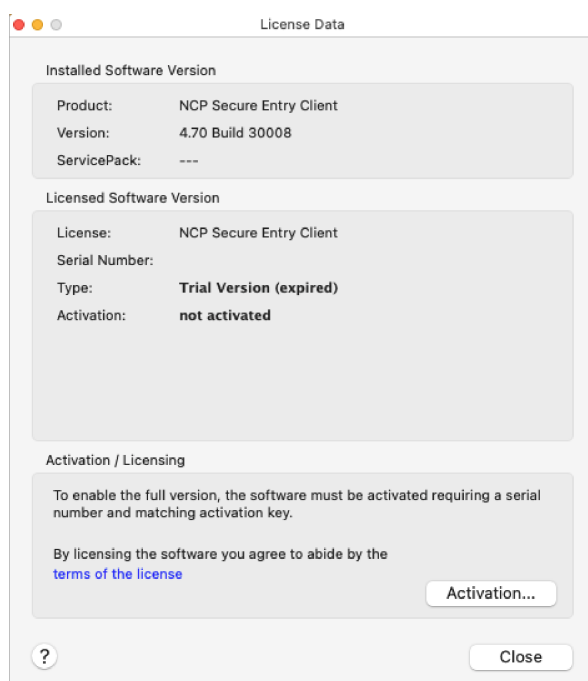 License Data
Installed Software Version
Product: NCP Secure Entry Client
Version: 4.70 Build 30008
ServicePack: ---
Licensed Software Version
License: NCP Secure Entry Client
Serial Number:
Type: Trial Version (expired)
Activation: not activated
Activation / Licensing
To enable the full version, the software must be activated requiring a serial
number and matching activation key.
By licensing the software you agree to abide by the
terms of the license
Activation...
?
Close